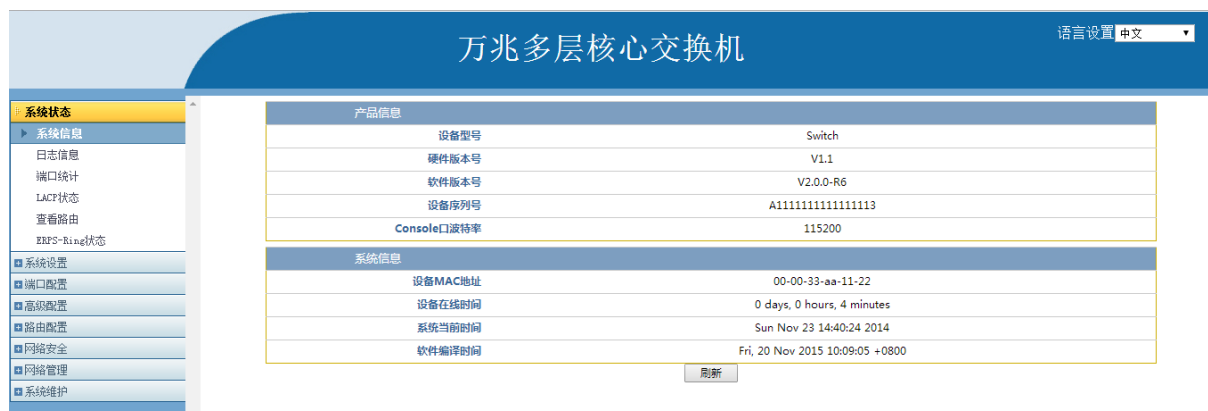 万兆多层核心交换机
语言设置 中文
系统状态
系统信息
日志信息
端口统计
LACP状态
查看路由
ERPS-Ring状态
系统设置
端口配置
高级配置
路由配置
网络安全
网络管理
系统维护
产品信息
设备型号 Switch
硬件版本号 V1.1
软件版本号 V2.0.0-R6
设备序列号 A1111111111111113
Console口波特率 115200
系统信息
设备MAC地址 00-00-33-aa-11-22
设备在线时间 0 days, 0 hours, 4 minutes
系统当前时间 Sun Nov 23 14:40:24 2014
软件编译时间 Fri, 20 Nov 2015 10:09:05 +0800
刷新